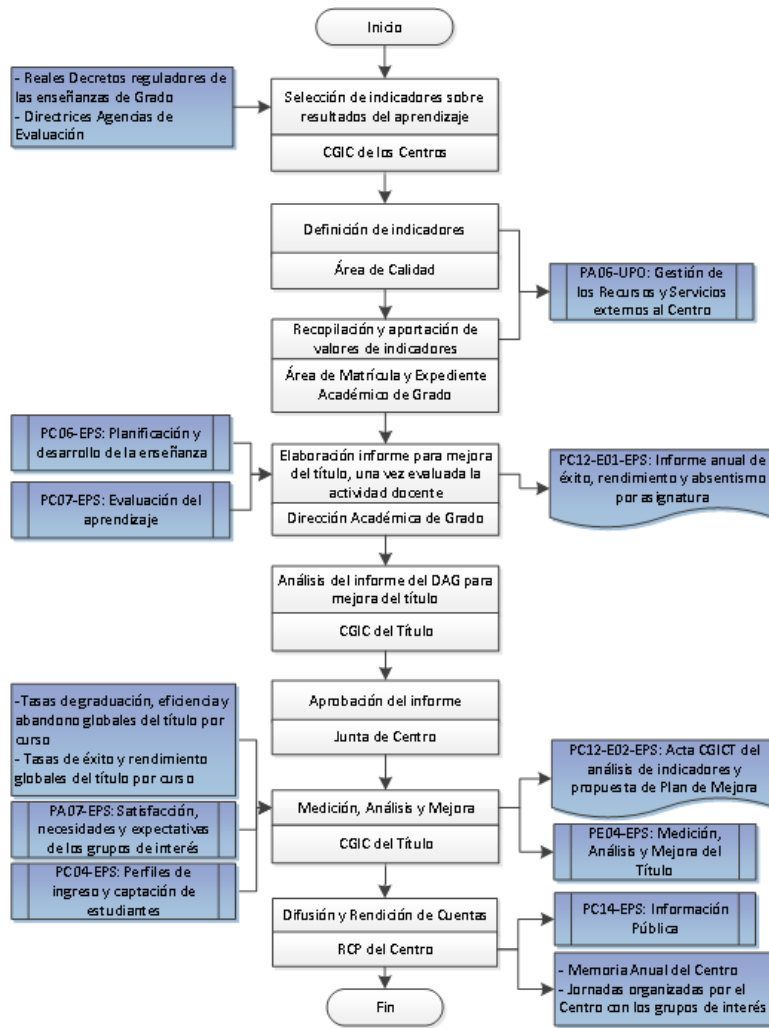 Inicio
- Reales Decretos reguladores de
las enseñanzas de Grado
- Directrices Agencias de
Evaluación
Selección de indicadores sobre
resultados del aprendizaje
CGIC de los Centros
Definición de indicadores
Área de Calidad
PA06-UPO: Gestión de
los Recursos y Servicios
externos al Centro
Recopilación y aportación de
valores de indicadores
Área de Matrícula y Expediente
Académico de Grado
PC06-EPS: Planificación y
desarrollo de la enseñanza
PC07-EPS: Evaluación del
aprendizaje
Elaboración informe para mejora
del título, una vez evaluada la
actividad docente
Dirección Académica de Grado
PC12-E01-EPS: Informe anual de
éxito, rendimiento y absentismo
por asignatura
Análisis del informe del DAG para
mejora del título
CGIC del Título
Aprobación del informe
Junta de Centro
-Tasas de graduación, eficiencia y
abandono globales del título por
curso
- Tasas de éxito y rendimiento
globales del título por curso
PA07-EPS: Satisfacción,
necesidades y expectativas
de los grupos de interés
PC04-EPS: Perfiles de
ingreso y captación de
estudiantes
Medición, Análisis y Mejora
CGIC del Título
PC12-E02-EPS: Acta CGICT del
análisis de indicadores y
propuesta de Plan de Mejora
PE04-EPS: Medición,
Análisis y Mejora del
Título
Difusión y Rendición de Cuentas
RCP del Centro
PC14-EPS: Información
Pública
- Memoria Anual del Centro
- Jornadas organizadas por el
Centro con los grupos de interés
Fin